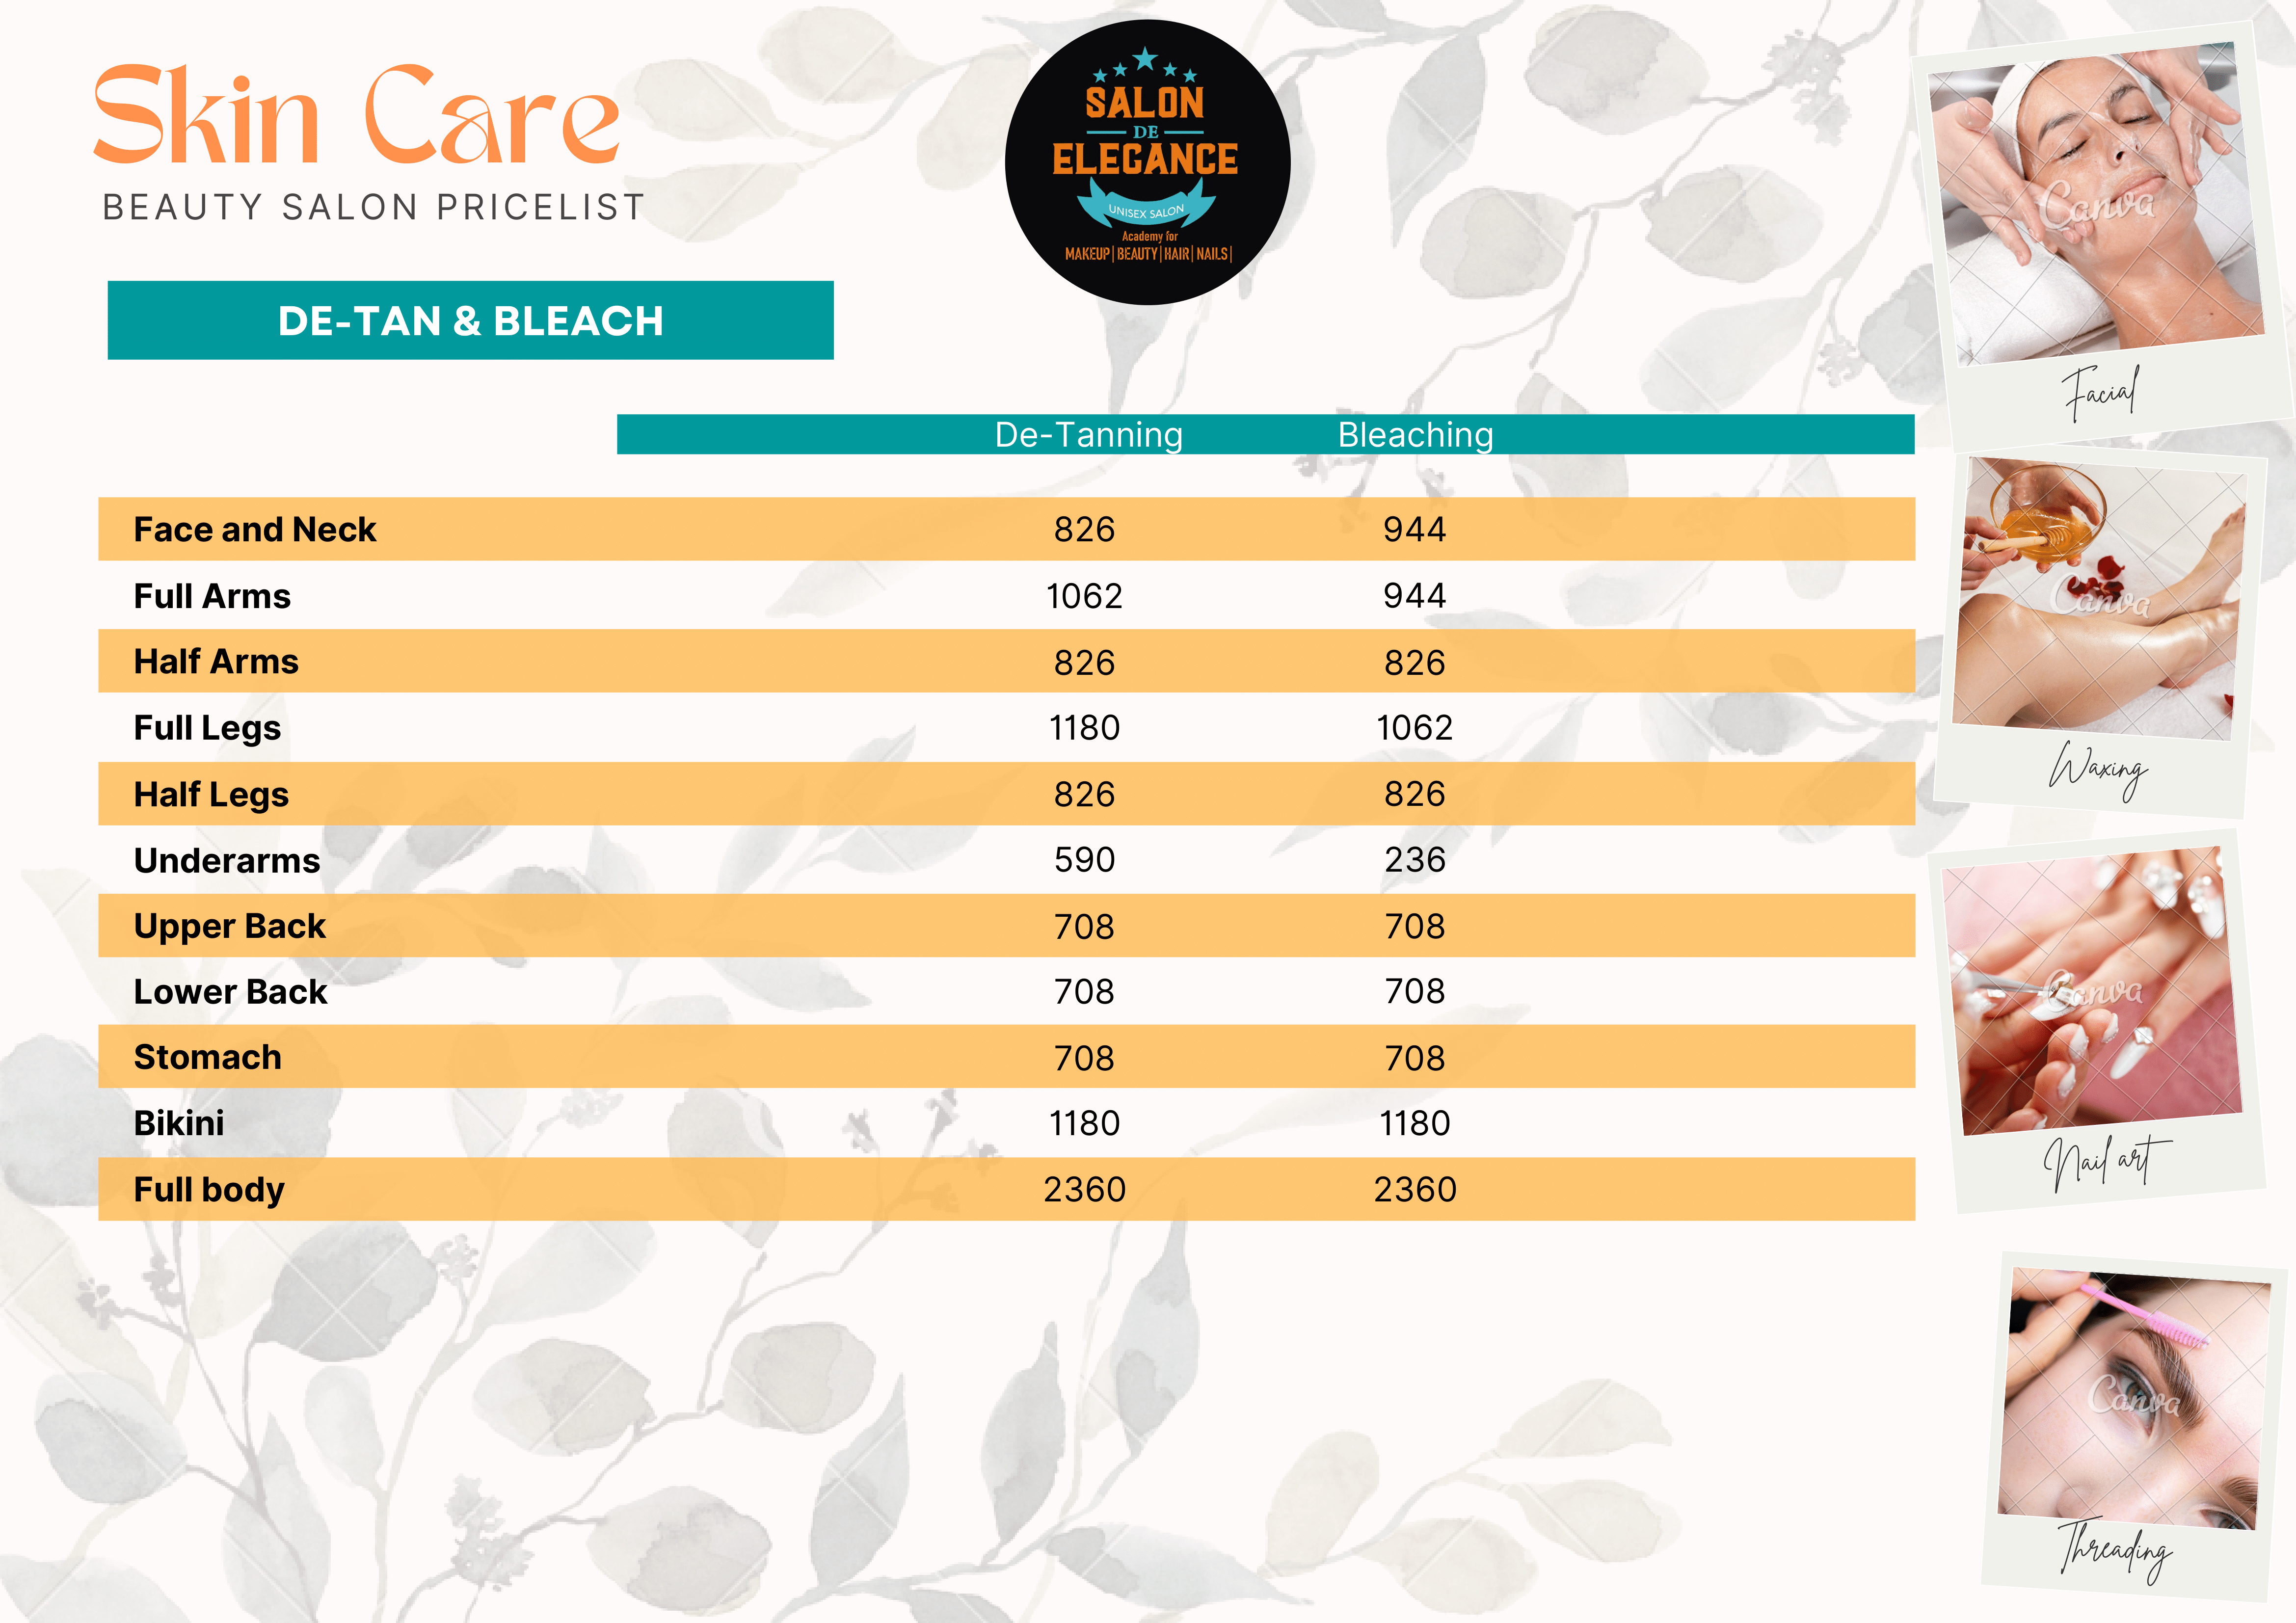 Skin Care
BEAUTY SALON PRICELIST
SALON
DE
ELEGANCE
UNISEX SALON
Academy for
MAKEUP|BEAUTY|HAIR|NAILS|
DE-TAN & BLEACH
De-Tanning Bleaching
Face and Neck 826 944
Full Arms 1062 944
Half Arms 826 826
Full Legs 1180 1062
Half Legs 826 826
Underarms 590 236
Upper Back 708 708
Lower Back 708 708
Stomach 708 708
Bikini 1180 1180
Full body 2360 2360
Canva
Facial
Canva
Waxing
Canva
Nail art
Canva
Threading